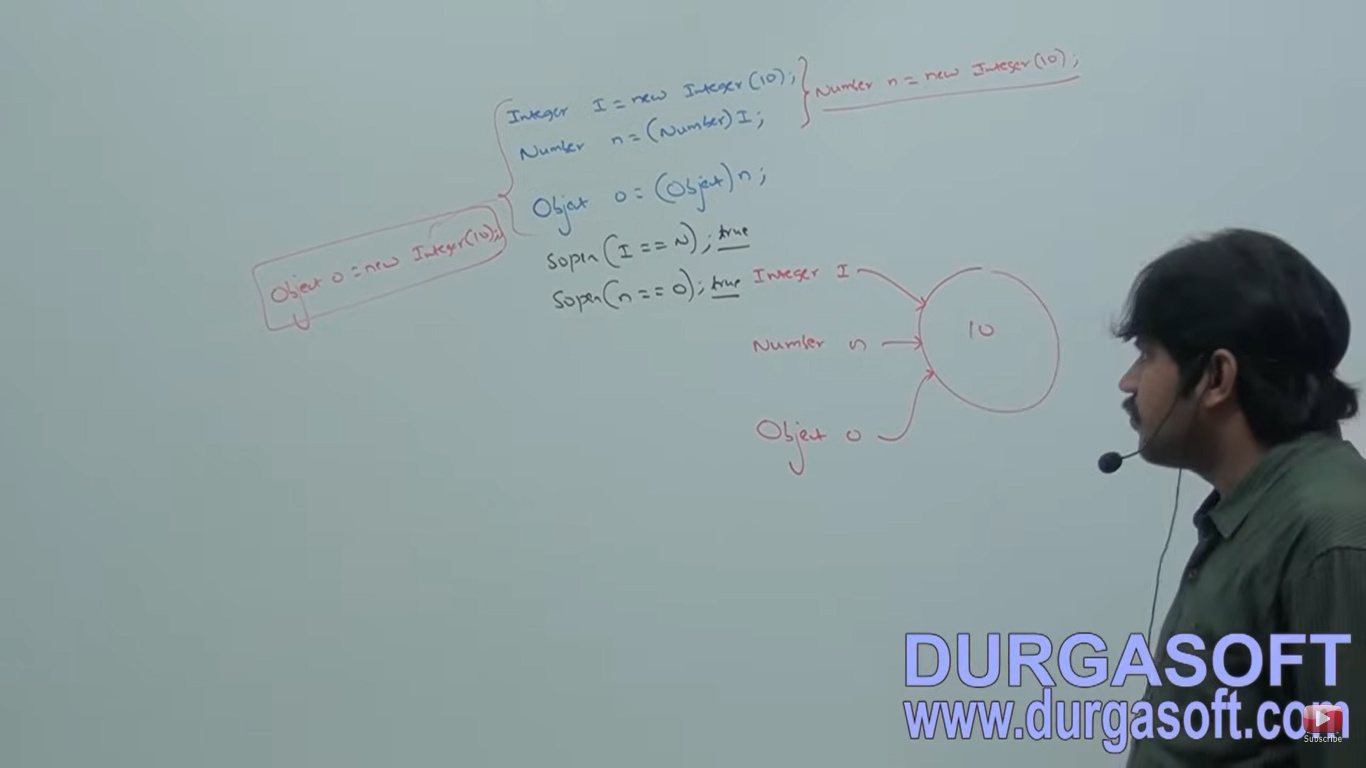 Integer I = new Integer(10);
Number n = (Number)I;
Number n = new Integer(10);
Object o = (Object)n;
Object o = new Integer(10);
Sopln(I == N); true
Sopln(n == O); true
Integer I
10
Number n
Object o
DURGASOFT
www.durgasoft.com
Subscribe